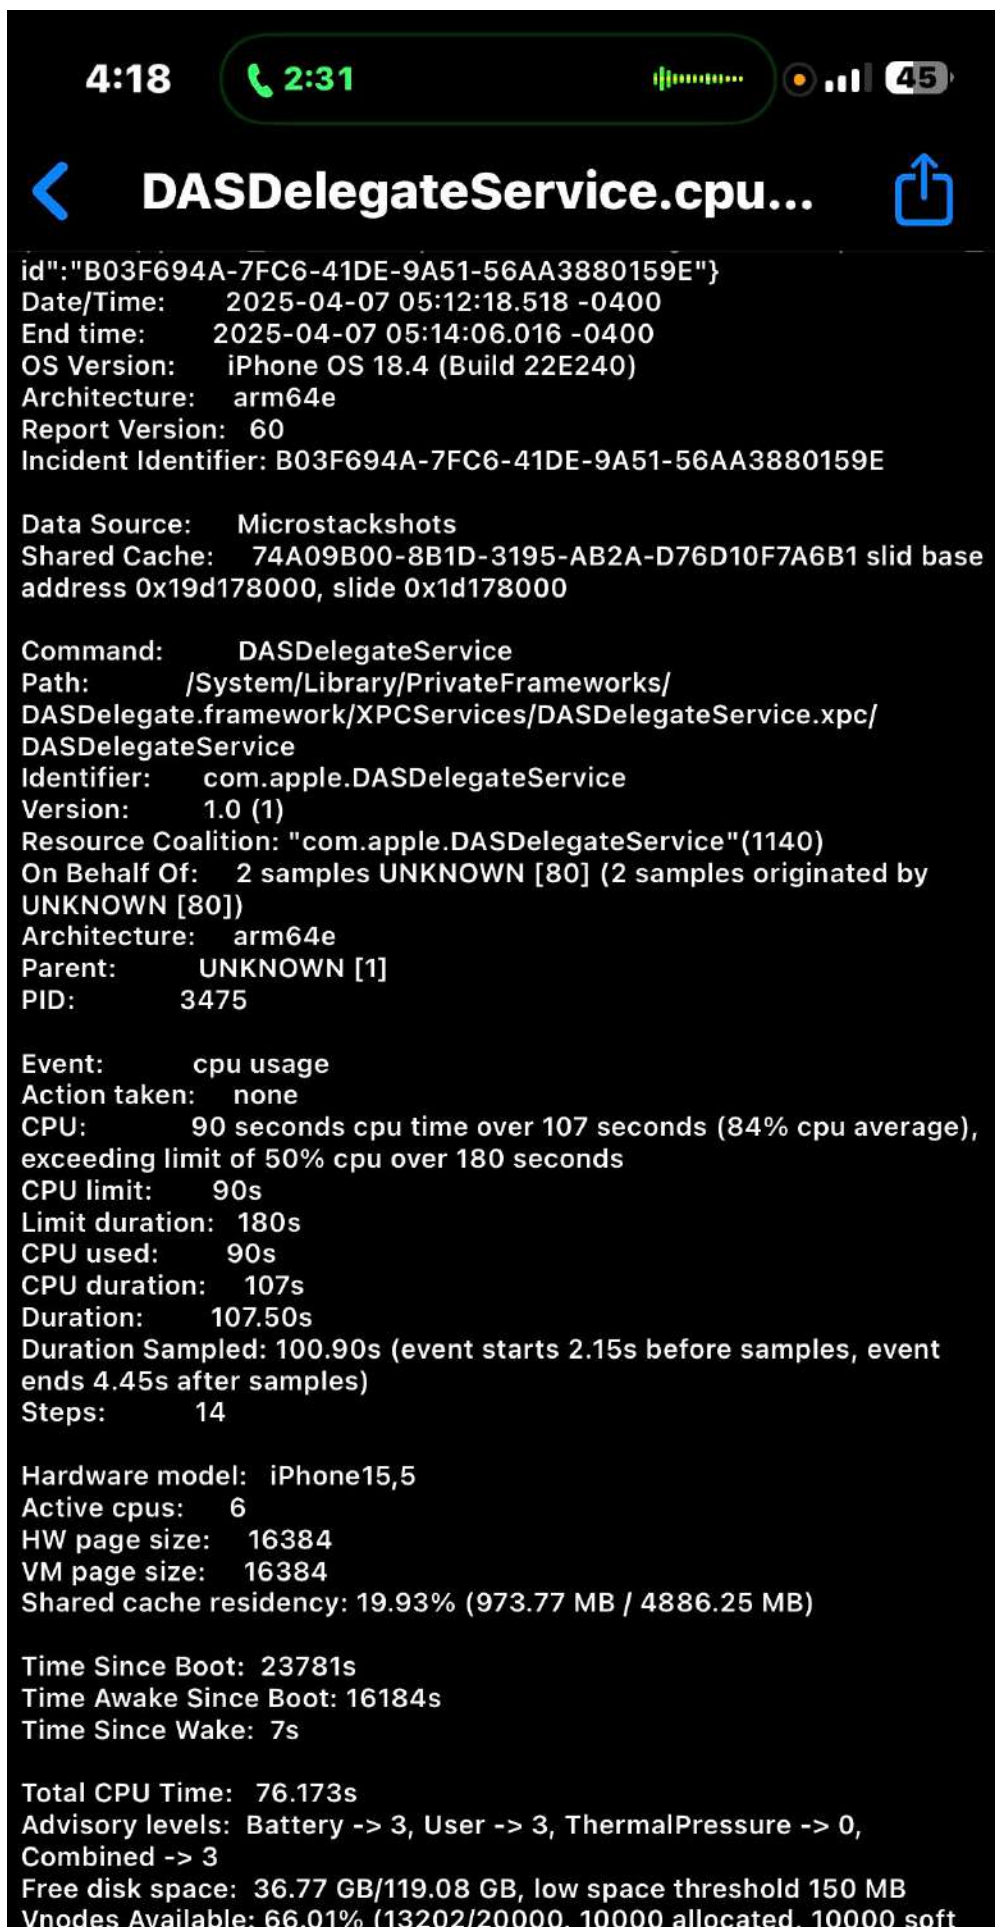 4:18 2:31 45
DASDelegateService.cpu...
id":"B03F694A-7FC6-41DE-9A51-56AA3880159E"}
Date/Time: 2025-04-07 05:12:18.518 -0400
End time: 2025-04-07 05:14:06.016 -0400
OS Version: iPhone OS 18.4 (Build 22E240)
Architecture: arm64e
Report Version: 60
Incident Identifier: B03F694A-7FC6-41DE-9A51-56AA3880159E
Data Source: Microstackshots
Shared Cache: 74A09B00-8B1D-3195-AB2A-D76D10F7A6B1 slid base
address 0x19d178000, slide 0x1d178000
Command: DASDelegateService
Path: /System/Library/PrivateFrameworks/
DASDelegate.framework/XPCServices/DASDelegateService.xpc/
DASDelegateService
Identifier: com.apple.DASDelegateService
Version: 1.0 (1)
Resource Coalition: "com.apple.DASDelegateService"(1140)
On Behalf Of: 2 samples UNKNOWN [80] (2 samples originated by
UNKNOWN [80])
Architecture: arm64e
Parent: UNKNOWN [1]
PID: 3475
Event: cpu usage
Action taken: none
CPU: 90 seconds cpu time over 107 seconds (84% cpu average),
exceeding limit of 50% cpu over 180 seconds
CPU limit: 90s
Limit duration: 180s
CPU used: 90s
CPU duration: 107s
Duration: 107.50s
Duration Sampled: 100.90s (event starts 2.15s before samples, event
ends 4.45s after samples)
Steps: 14
Hardware model: iPhone15,5
Active cpus: 6
HW page size: 16384
VM page size: 16384
Shared cache residency: 19.93% (973.77 MB / 4886.25 MB)
Time Since Boot: 23781s
Time Awake Since Boot: 16184s
Time Since Wake: 7s
Total CPU Time: 76.173s
Advisory levels: Battery -> 3, User -> 3, ThermalPressure -> 0,
Combined -> 3
Free disk space: 36.77 GB/119.08 GB, low space threshold 150 MB
Vnodes Available: 66.01% (13202/20000, 10000 allocated, 10000 soft